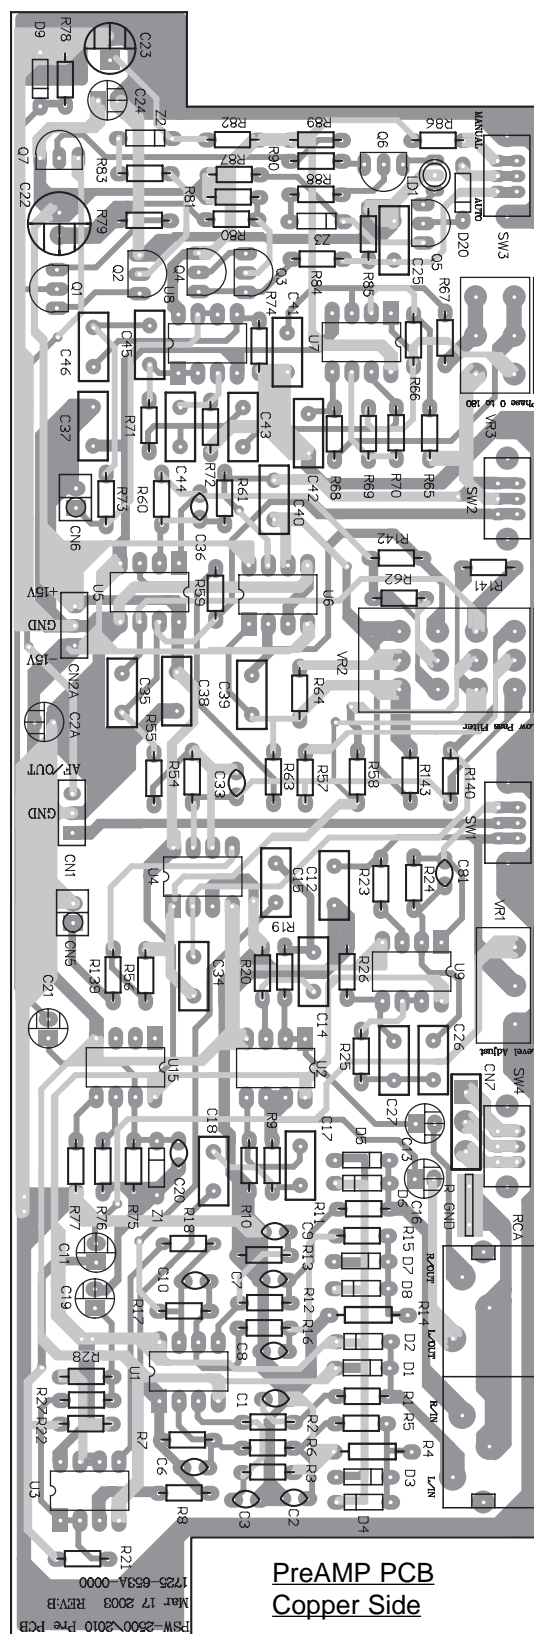 D9
R78
C23
C24
Z2
R82
R89
R86
MANUAL
Q7
R83
R87
R90
Q6
C22
R79
R81
R88
LD1
AUTO
SW3
R80
Z3
D20
Q1
Q2
Q4
Q3
R84
R85
C25
Q5
U8
R74
C41
U7
R67
C46
C45
R66
Phase 0 to 180
C37
R71
C44
R72
C43
C42
R68
R69
R70
R65
VR3
SW2
CN6
R73
R60
C36
R61
C40
R142
R141
+15V
GND
-15V
U5
R59
U6
R62
VR2
CN2A
C2A
C35
R55
C38
C39
R64
Low Pass Filter
AF/OUT
GND
CN1
R54
C33
R63
R57
R58
R143
R140
SW1
U4
C15
C12
R23
R24
C81
VR1
CN5
R139
R56
C34
R19
R20
C14
R26
U9
C21
U15
U2
R25
C27
C26
Level Adjust
CN7
SW4
R77
R76
R75
Z1
C20
C18
R9
R10
C17
D5
C13
C16
D6
R GND
RCA
C11
C19
R18
C10
R17
C9
R13
C7
R12
R16
C8
R11
R15
D7
D8
R14
R/OUT
L/OUT
D2
D1
R28
R27
R22
U1
C1
R2
R1
R5
R/IN
R7
C6
R6
R3
R4
L/IN
U3
R8
C3
C2
D3
D4
R21
1725-653A-0000
Mar 17 2003 REV:B
PSW-2500/2010 Pre PCB
PreAMP PCB
Copper Side